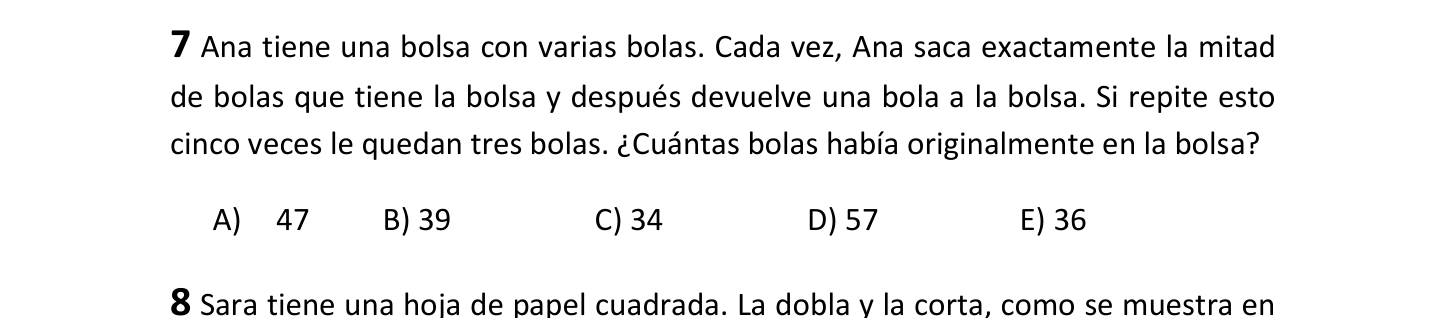 7 Ana tiene una bolsa con varias bolas. Cada vez, Ana saca exactamente la mitad
de bolas que tiene la bolsa y después devuelve una bola a la bolsa. Si repite esto
cinco veces le quedan tres bolas. ¿Cuántas bolas había originalmente en la bolsa?
A) 47 B) 39 C) 34 D) 57 E) 36
8 Sara tiene una hoja de papel cuadrada. La dobla y la corta, como se muestra en